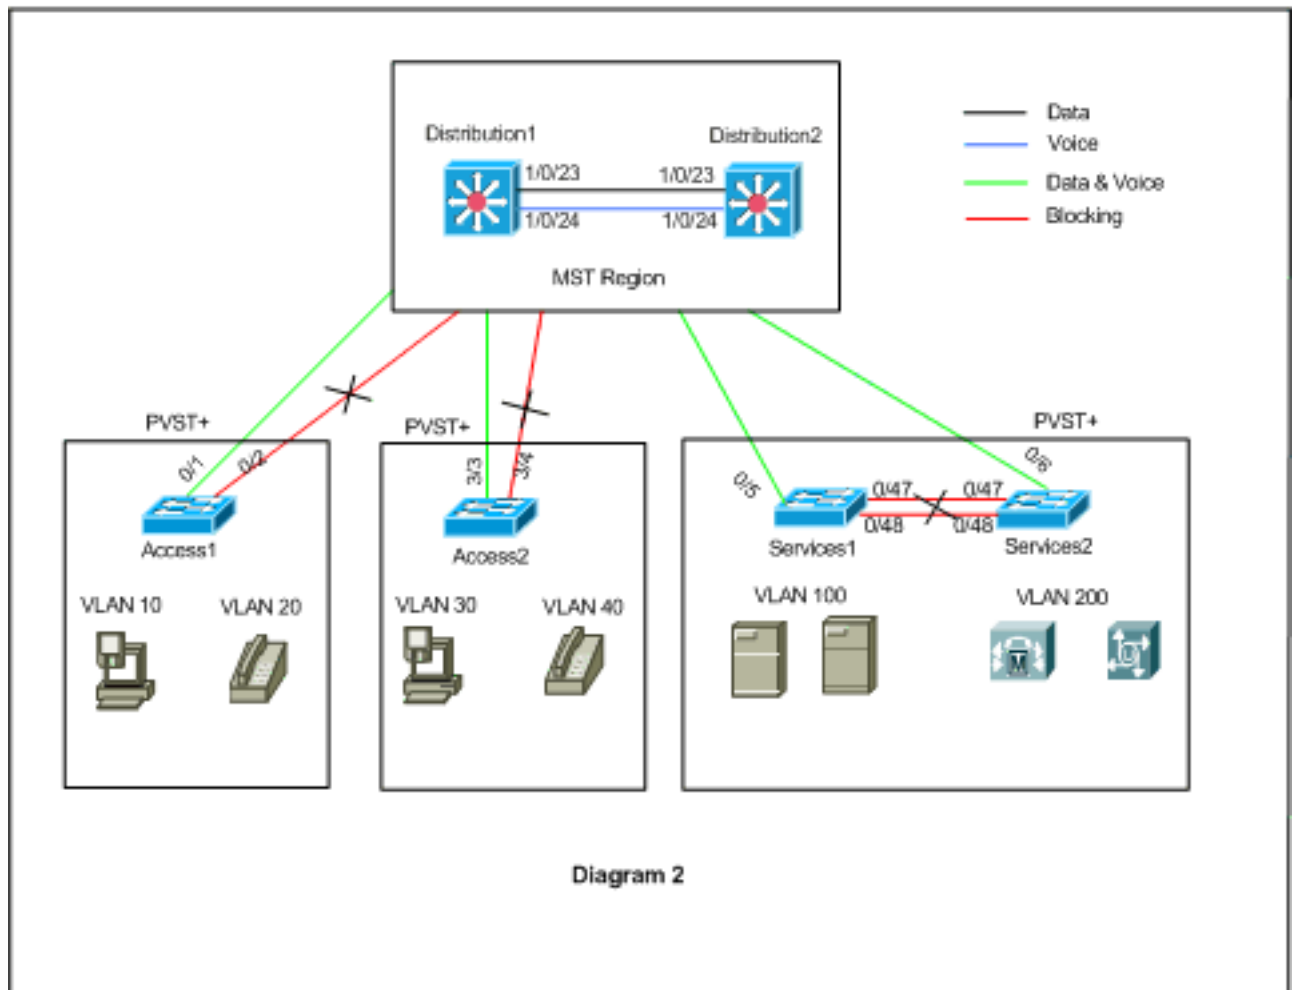 Distribution1
Distribution2
Data
Voice
Data & Voice
Blocking
1/0/23
1/0/23
1/0/24
1/0/24
MST Region
PVST+
PVST+
PVST+
0/1
0/2
3/3
3/4
0/5
0/6
0/47
0/47
0/48
0/48
Access1
Access2
Services1
Services2
VLAN 10
VLAN 20
VLAN 30
VLAN 40
VLAN 100
VLAN 200
M
Diagram 2